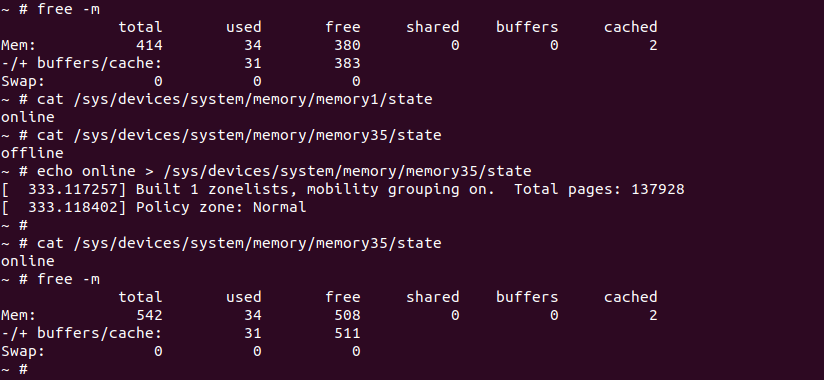 ~ # free -m
             total         used         free       shared      buffers       cached
Mem:           414           34          380            0            0            2
-/+ buffers/cache:           31          383
Swap:            0            0            0
~ # cat /sys/devices/system/memory/memory1/state
online
~ # cat /sys/devices/system/memory/memory35/state
offline
~ # echo online > /sys/devices/system/memory/memory35/state
[  333.117257] Built 1 zonelists, mobility grouping on.  Total pages: 137928
[  333.118402] Policy zone: Normal
~ #
~ # cat /sys/devices/system/memory/memory35/state
online
~ # free -m
             total         used         free       shared      buffers       cached
Mem:           542           34          508            0            0            2
-/+ buffers/cache:           31          511
Swap:            0            0            0
~ #